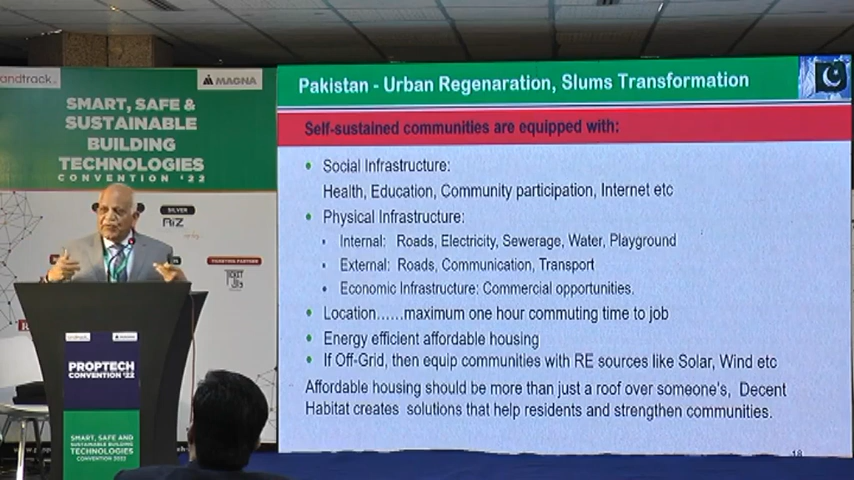 andtrack.
MAGNA
SMART, SAFE &
SUSTAINABLE
BUILDING
TECHNOLOGIES
CONVENTION '22
SILVER
RiZ
TICKETING PARTNER
TICKET
PROPTECH
CONVENTION '22
SMART, SAFE AND
SUSTAINABLE BUILDING
TECHNOLOGIES
CONVENTION 2022
Pakistan - Urban Regenaration, Slums Transformation
Self-sustained communities are equipped with:
• Social Infrastructure:
Health, Education, Community participation, Internet etc
• Physical Infrastructure:
• Internal: Roads, Electricity, Sewerage, Water, Playground
• External: Roads, Communication, Transport
• Economic Infrastructure: Commercial opportunities.
• Location......maximum one hour commuting time to job
• Energy efficient affordable housing
• If Off-Grid, then equip communities with RE sources like Solar, Wind etc
Affordable housing should be more than just a roof over someone's, Decent
Habitat creates solutions that help residents and strengthen communities.
18